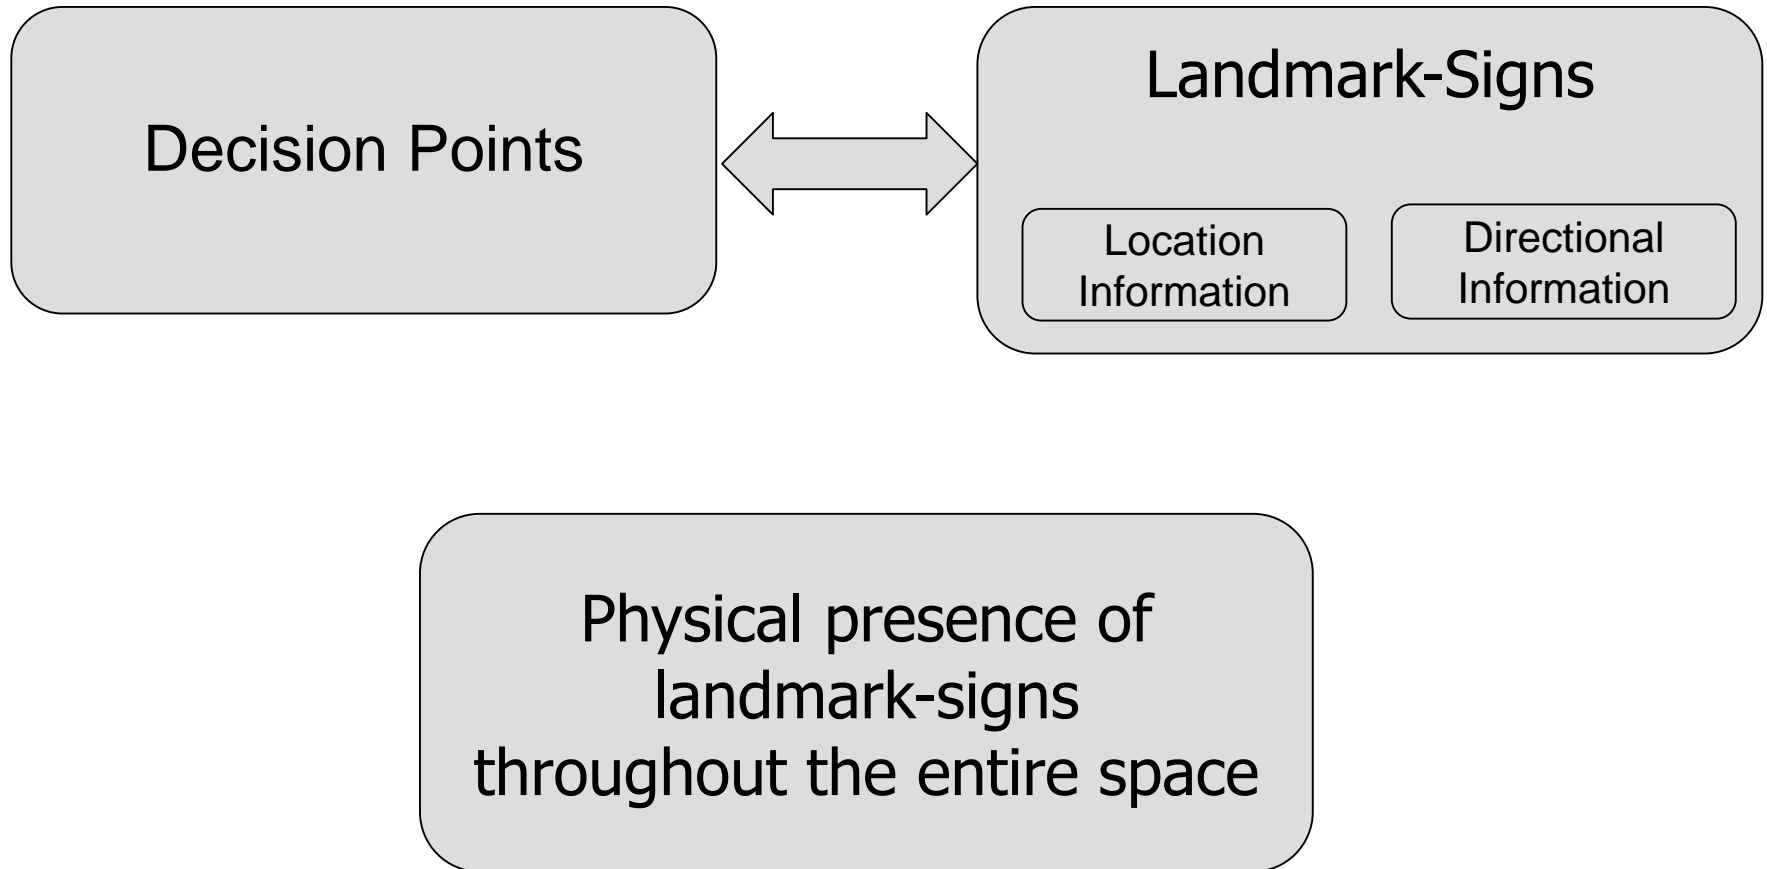 Decision Points
Landmark-Signs
Location
Information
Directional
Information
Physical presence of
landmark-signs
throughout the entire space